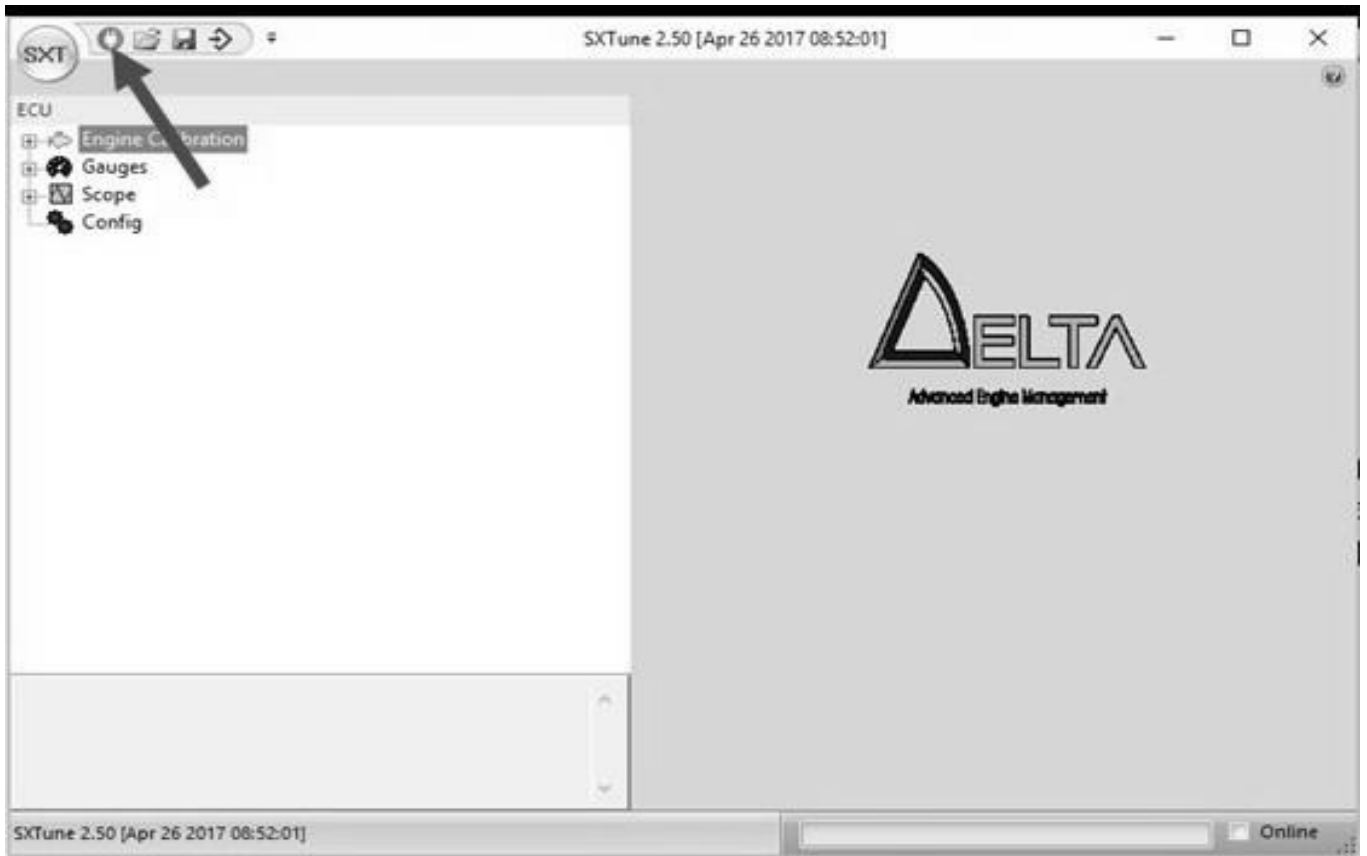 SXT
SXTune 2.50 [Apr 26 2017 08:52:01]
ECU
Engine Calibration
Gauges
Scope
Config
DELTA
Advanced Engine Management
SXTune 2.50 [Apr 26 2017 08:52:01]
Online